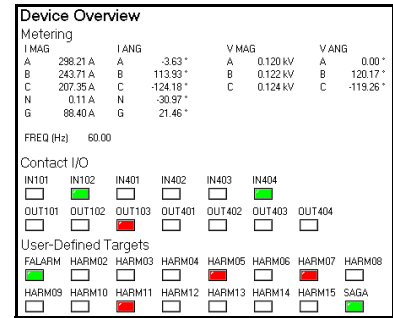 Device Overview
Metering
I MAG I ANG V MAG V ANG
A 298.21 A A -3.63 ° A 0.120 kV A 0.00 °
B 243.71 A B 113.93 ° B 0.122 kV B 120.17 °
C 207.35 A C -124.18 ° C 0.124 kV C -119.26 °
N 0.11 A N -30.97 °
G 88.40 A G 21.46 °
FREQ (Hz) 60.00
Contact I/O
IN101 IN102 IN401 IN402 IN403 IN404
OUT101 OUT102 OUT103 OUT401 OUT402 OUT403 OUT404
User-Defined Targets
FALARM HARM02 HARM03 HARM04 HARM05 HARM06 HARM07 HARM08
HARM09 HARM10 HARM11 HARM12 HARM13 HARM14 HARM15 SAGA